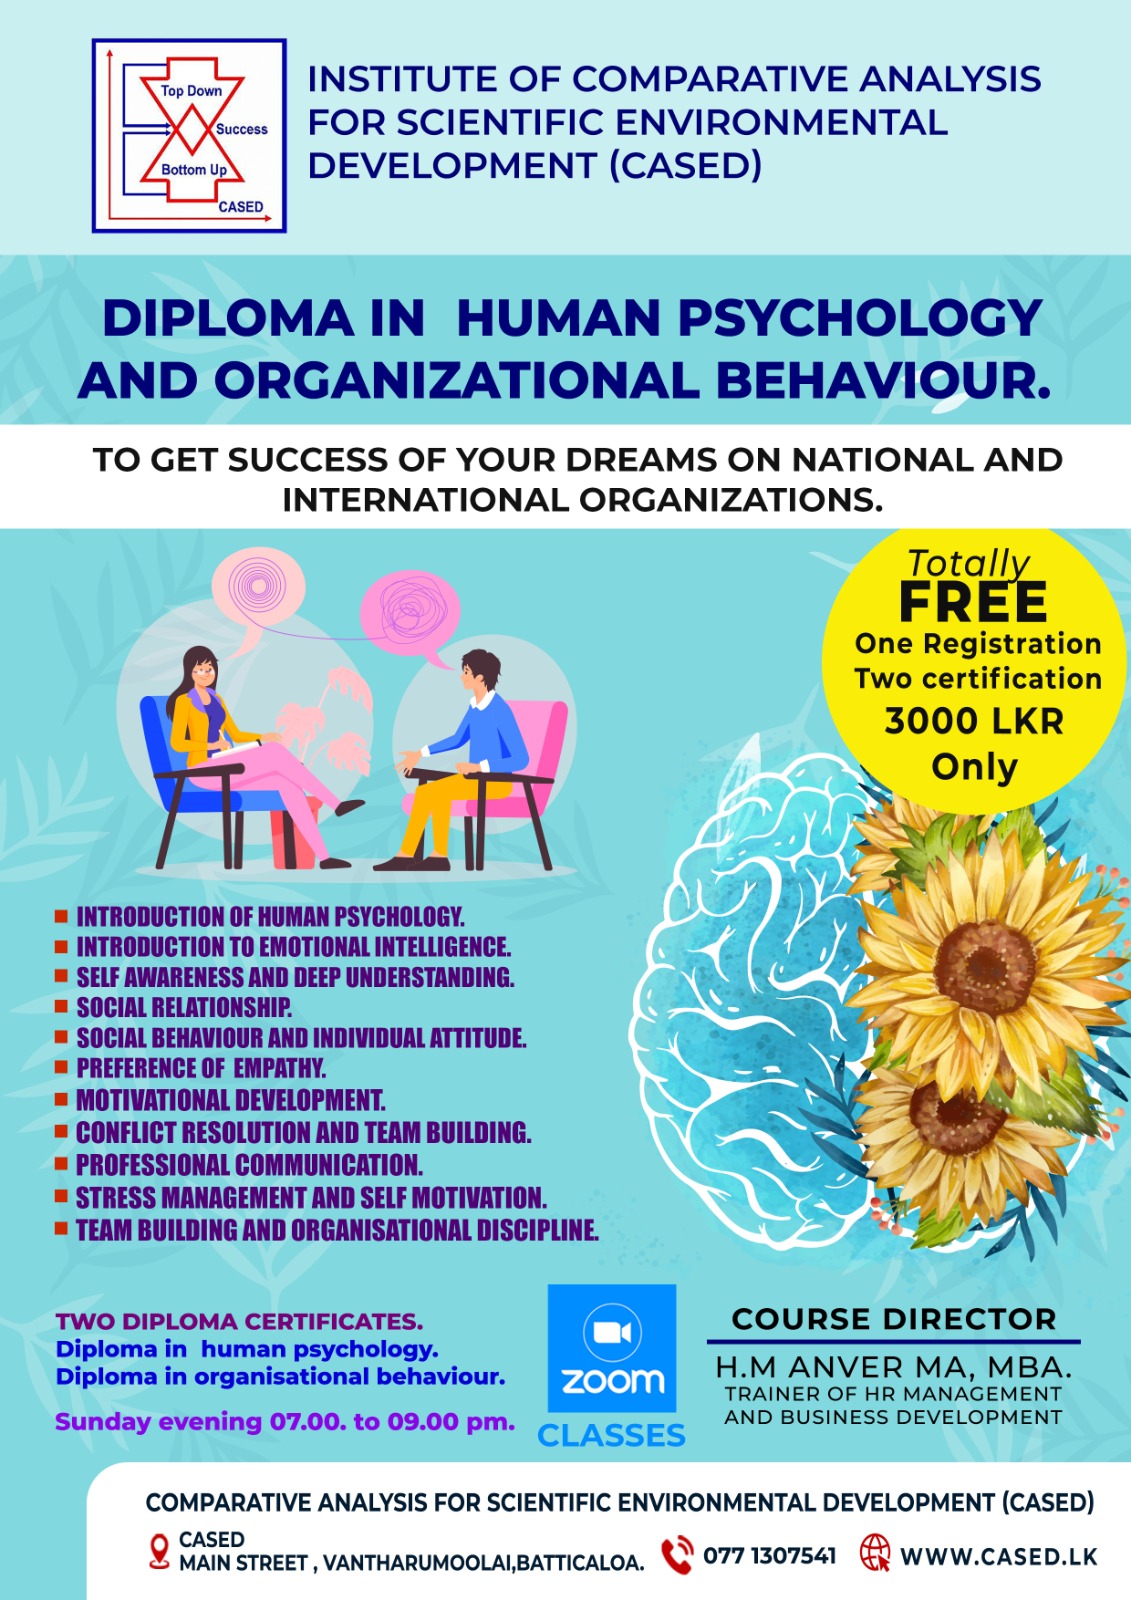 Top Down
Success
Bottom Up
CASED
INSTITUTE OF COMPARATIVE ANALYSIS
FOR SCIENTIFIC ENVIRONMENTAL
DEVELOPMENT (CASED)
DIPLOMA IN HUMAN PSYCHOLOGY
AND ORGANIZATIONAL BEHAVIOUR.
TO GET SUCCESS OF YOUR DREAMS ON NATIONAL AND
INTERNATIONAL ORGANIZATIONS.
Totally
FREE
One Registration
Two certification
3000 LKR
Only
INTRODUCTION OF HUMAN PSYCHOLOGY.
INTRODUCTION TO EMOTIONAL INTELLIGENCE.
SELF AWARENESS AND DEEP UNDERSTANDING.
SOCIAL RELATIONSHIP.
SOCIAL BEHAVIOUR AND INDIVIDUAL ATTITUDE.
PREFERENCE OF EMPATHY.
MOTIVATIONAL DEVELOPMENT.
CONFLICT RESOLUTION AND TEAM BUILDING.
PROFESSIONAL COMMUNICATION.
STRESS MANAGEMENT AND SELF MOTIVATION.
TEAM BUILDING AND ORGANISATIONAL DISCIPLINE.
TWO DIPLOMA CERTIFICATES.
Diploma in human psychology.
Diploma in organisational behaviour.
Sunday evening 07.00. to 09.00 pm.
zoom
CLASSES
COURSE DIRECTOR
H.M ANVER MA, MBA.
TRAINER OF HR MANAGEMENT
AND BUSINESS DEVELOPMENT
COMPARATIVE ANALYSIS FOR SCIENTIFIC ENVIRONMENTAL DEVELOPMENT (CASED)
CASED
MAIN STREET , VANTHARUMOOLAI,BATTICALOA.
077 1307541
WWW.CASED.LK